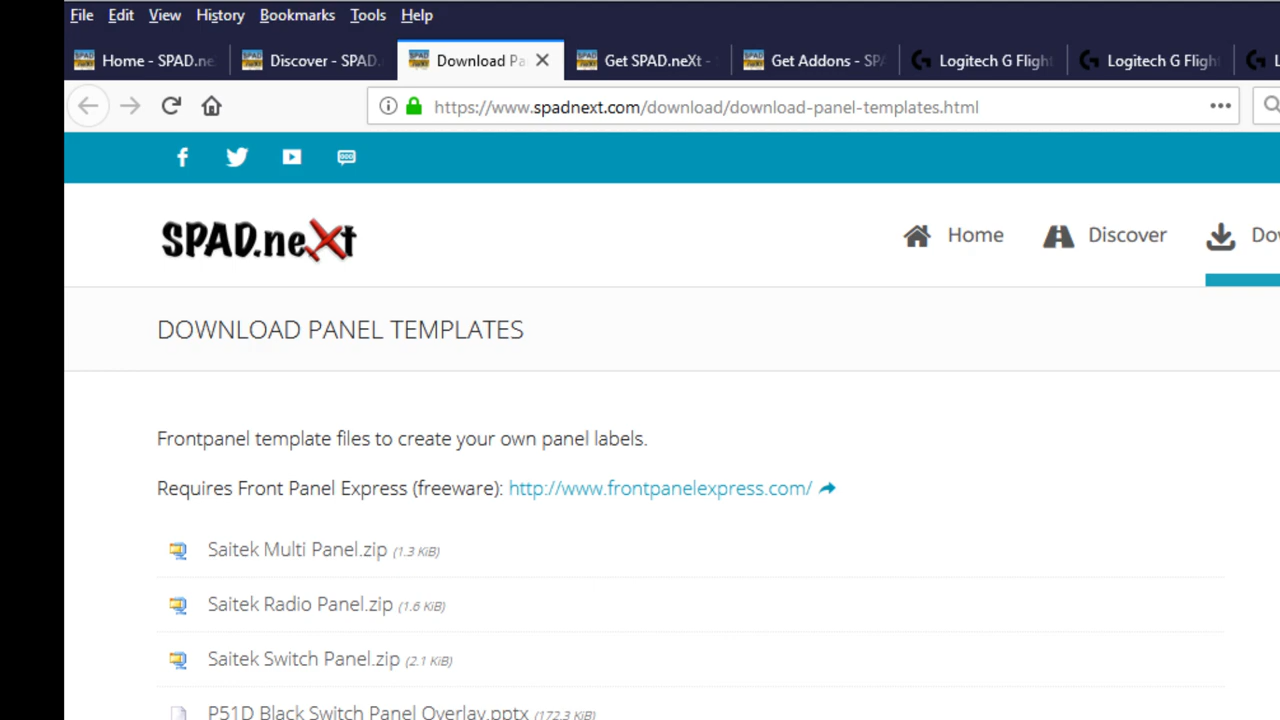 File Edit View History Bookmarks Tools Help
Home - SPAD.ne Discover - SPAD. Download Pa Get SPAD.neXt - Get Addons - SPA Logitech G Flight Logitech G Fligh L
https://www.spadnext.com/download/download-panel-templates.html
SPAD.neXt
Home Discover Dow
DOWNLOAD PANEL TEMPLATES
Frontpanel template files to create your own panel labels.
Requires Front Panel Express (freeware): http://www.frontpanelexpress.com/
Saitek Multi Panel.zip (1.3 KiB)
Saitek Radio Panel.zip (1.6 KiB)
Saitek Switch Panel.zip (2.1 KiB)
P51D Black Switch Panel Overlay.pptx (172.3 KiB)